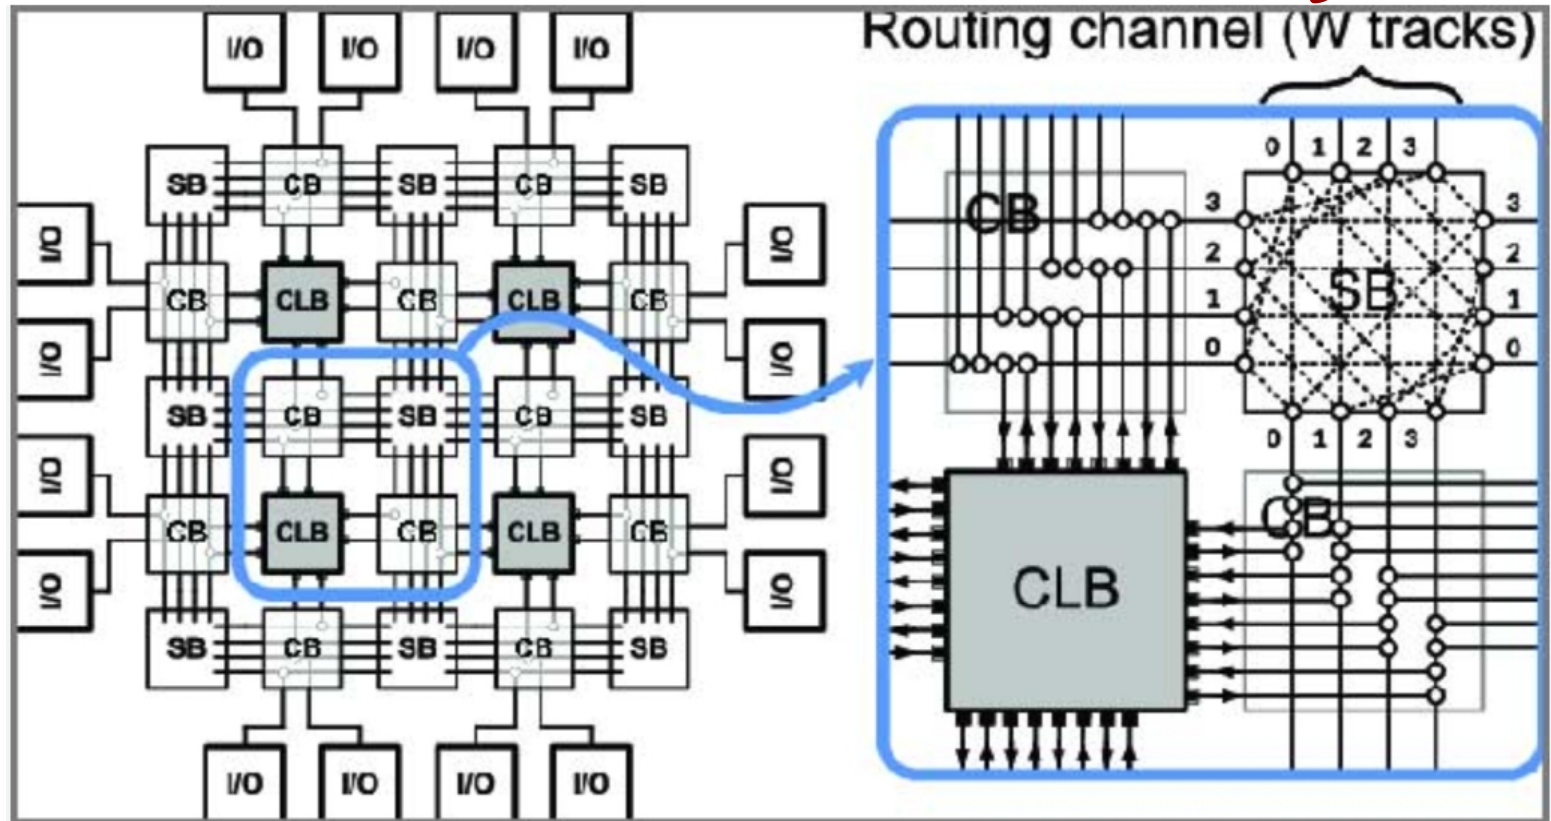 I/O I/O I/O I/O
Routing channel (W tracks)
SB CB SB CB SB
I/O I/O
CB CLB CB CLB CB
I/O I/O
SB CB SB CB SB
I/O I/O
CB CLB CB CLB CB
I/O I/O
SB CB SB CB SB
I/O I/O I/O I/O
0 1 2 3
CB
3 3
2 2
SB
1 1
0 0
0 1 2 3
CB
CLB